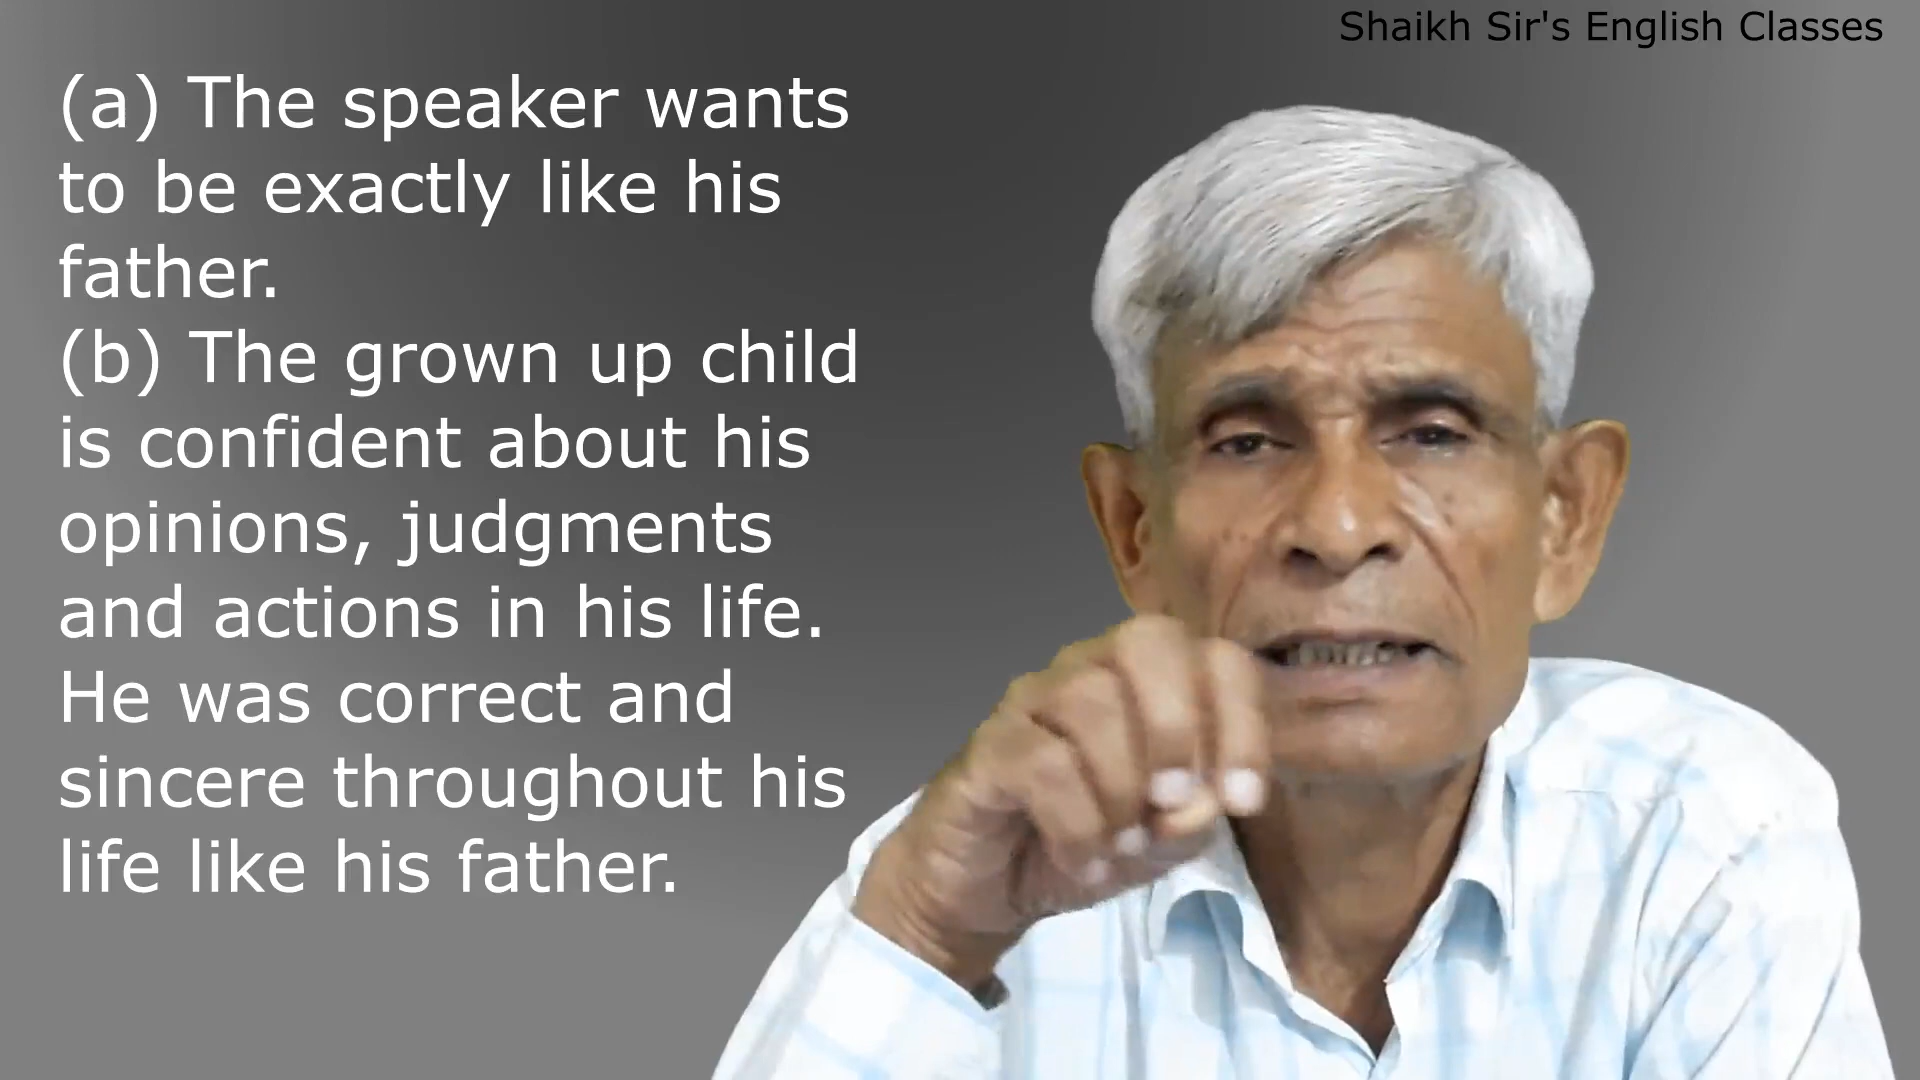 Shaikh Sir's English Classes
(a) The speaker wants
to be exactly like his
father.
(b) The grown up child
is confident about his
opinions, judgments
and actions in his life.
He was correct and
sincere throughout his
life like his father.